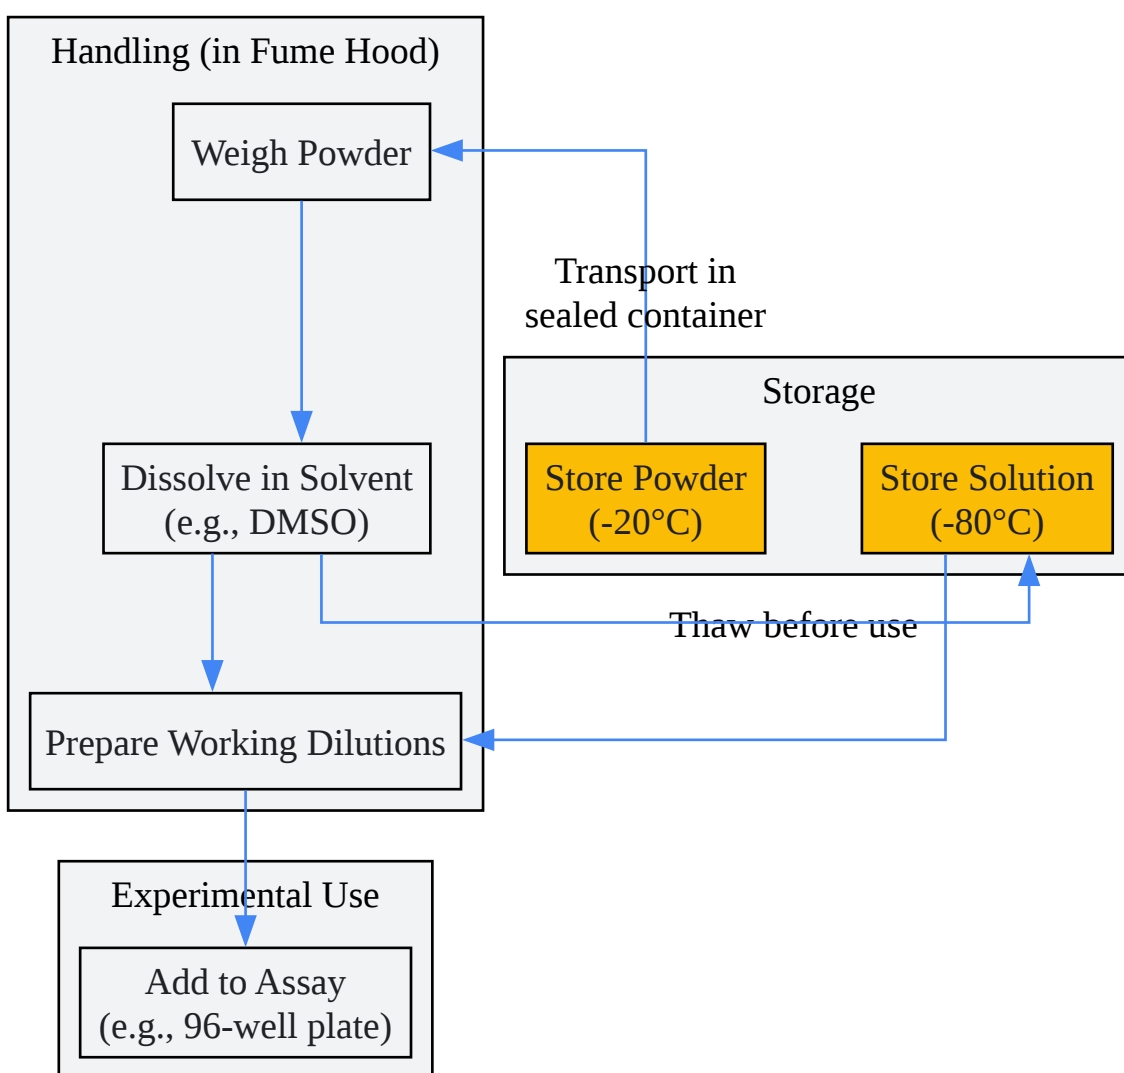 Handling (in Fume Hood)
Weigh Powder
Transport in
sealed container
Storage
Dissolve in Solvent
(e.g., DMSO)
Store Powder
(-20°C)
Store Solution
(-80°C)
Thaw before use
Prepare Working Dilutions
Experimental Use
Add to Assay
(e.g., 96-well plate)